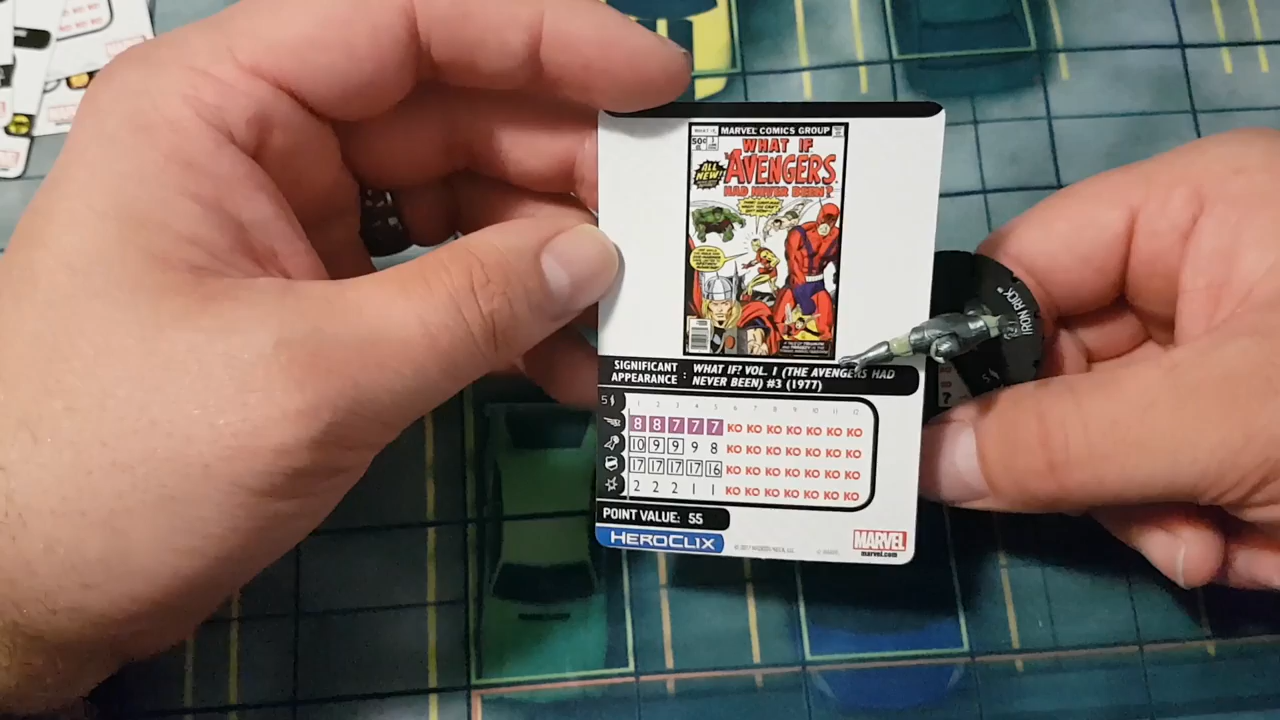 MARVEL COMICS GROUP
WHAT IF
50¢
1
ALL NEW!
WHAT IF
THE AVENGERS
HAD NEVER BEEN?
IRON RICK
SIGNIFICANT APPEARANCE : WHAT IF? VOL. 1 (THE AVENGERS HAD
NEVER BEEN) #3 (1977)
5
1 2 3 4 5 6 7 8 9 10 11 12
8 8 7 7 7 KO KO KO KO KO KO KO
10 9 9 9 8 KO KO KO KO KO KO KO
17 17 17 17 16 KO KO KO KO KO KO KO
2 2 2 1 1 KO KO KO KO KO KO KO
POINT VALUE: 55
HEROCLIX
MARVEL
marvel.com